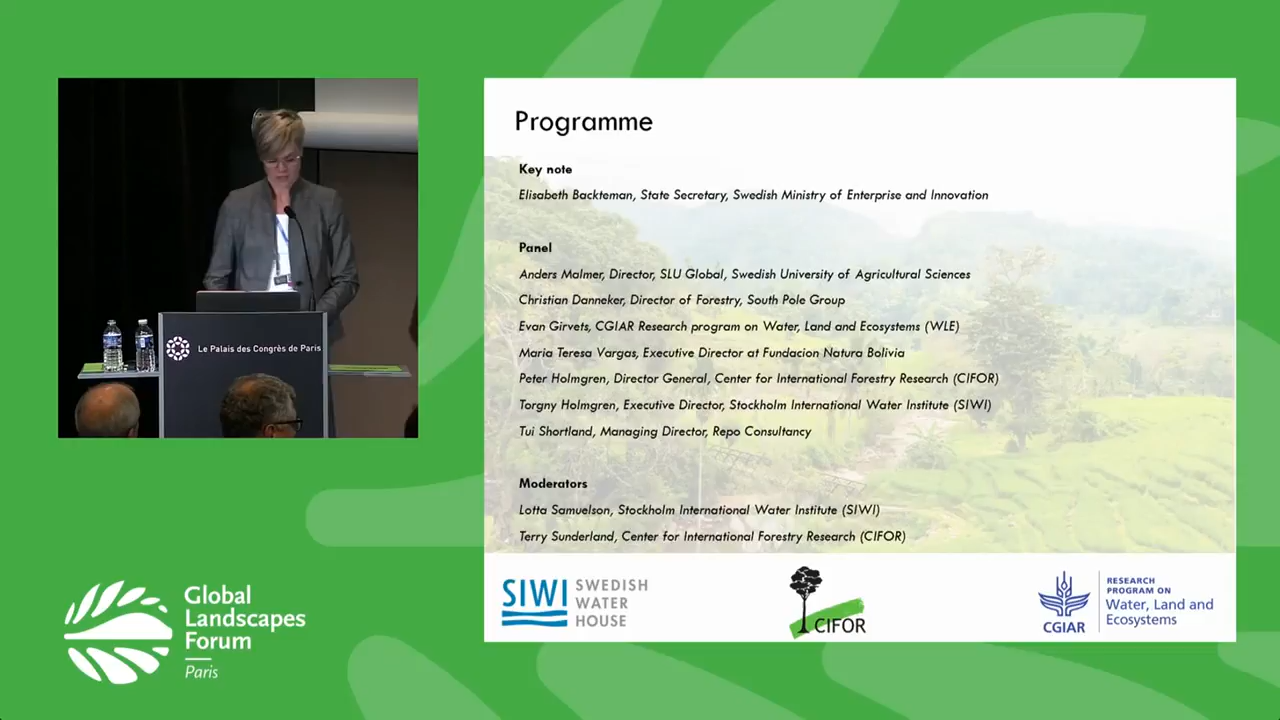 Programme
Key note
Elisabeth Backteman, State Secretary, Swedish Ministry of Enterprise and Innovation
Panel
Anders Malmer, Director, SLU Global, Swedish University of Agricultural Sciences
Christian Danneker, Director of Forestry, South Pole Group
Evan Girvets, CGIAR Research program on Water, Land and Ecosystems (WLE)
Maria Teresa Vargas, Executive Director at Fundacion Natura Bolivia
Peter Holmgren, Director General, Center for International Forestry Research (CIFOR)
Torgny Holmgren, Executive Director, Stockholm International Water Institute (SIWI)
Tui Shortland, Managing Director, Repo Consultancy
Moderators
Lotta Samuelson, Stockholm International Water Institute (SIWI)
Terry Sunderland, Center for International Forestry Research (CIFOR)
Le Palais des Congrès de Paris
SIWI
SWEDISH
WATER
HOUSE
CIFOR
CGIAR
RESEARCH
PROGRAM ON
Water, Land and
Ecosystems
Global
Landscapes
Forum
Paris